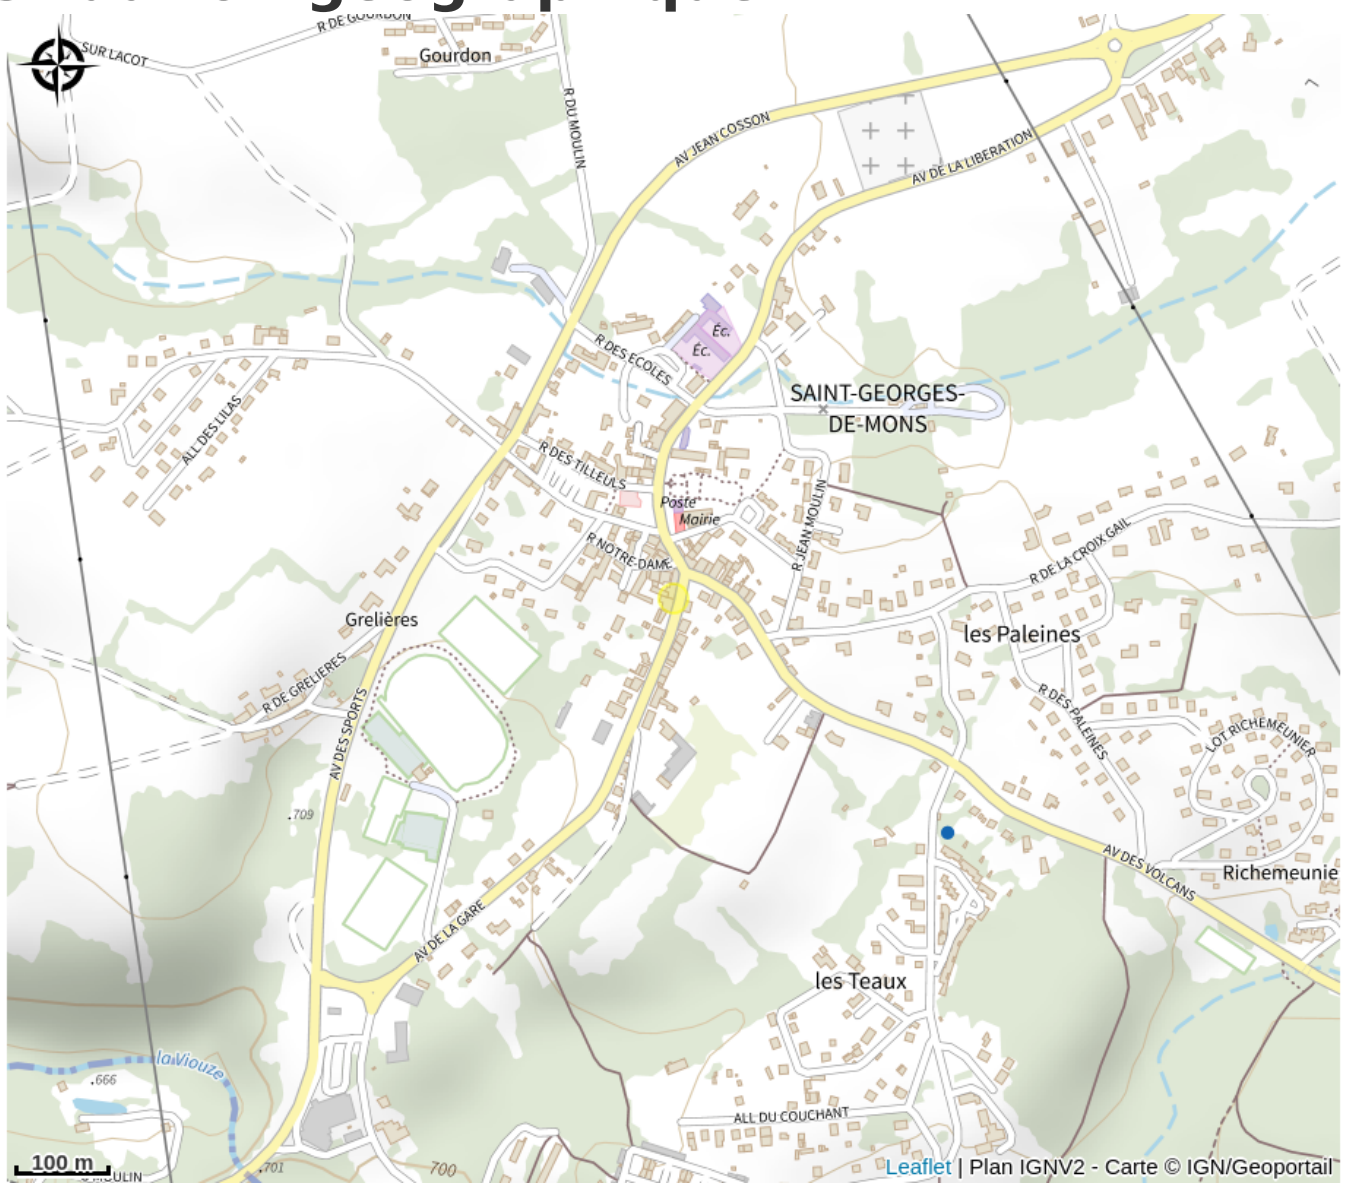 R DE GOURDON
SUR LACOT
Gourdon
R DU MOULIN
AV JEAN COSSON
AV DE LA LIBERATION
Éc.
Éc.
R DES ECOLES
SAINT-GEORGES-
DE-MONS
ALL DES LILAS
R DES TILLEULS
Poste
Mairie
R JEAN MOULIN
R NOTRE-DAME
R DE LA CROIX GAIL
Grelières
les Paleines
R DE GRELIERES
AV DES SPORTS
R DES PALEINES
LOT RICHEMEUNIER
.709
AV DES VOLCANS
Richemeunie
AV DE LA GARE
les Teaux
la Viouze
.666
ALL DU COUCHANT
100 m
MOULIN
.701
700
Leaflet | Plan IGNV2 - Carte © IGN/Geoportail